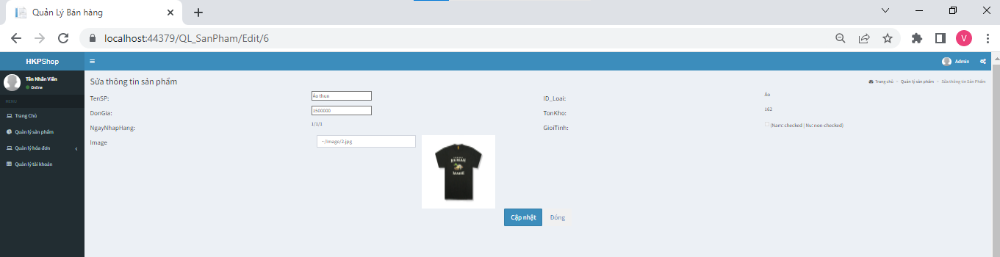 Quản Lý Bán hàng
localhost:44379/QL_SanPham/Edit/6
V
HKPShop
Admin
Tên Nhân Viên
Online
MENU
Trang Chủ
Quản lý sản phẩm
Quản lý hóa đơn
Quản lý tài khoản
Sửa thông tin sản phẩm
Trang chủ > Quản lý sản phẩm > Sửa thông tin Sản Phẩm
TenSP: Áo thun ID_Loai: Áo
DonGia: 1500000 TonKho: 162
NgayNhapHang: 1/1/1 GioiTinh: (Nam: checked | Nu: non-checked)
Image ~/Image/2.jpg
HUMAN
MADE
Cập nhật Đóng